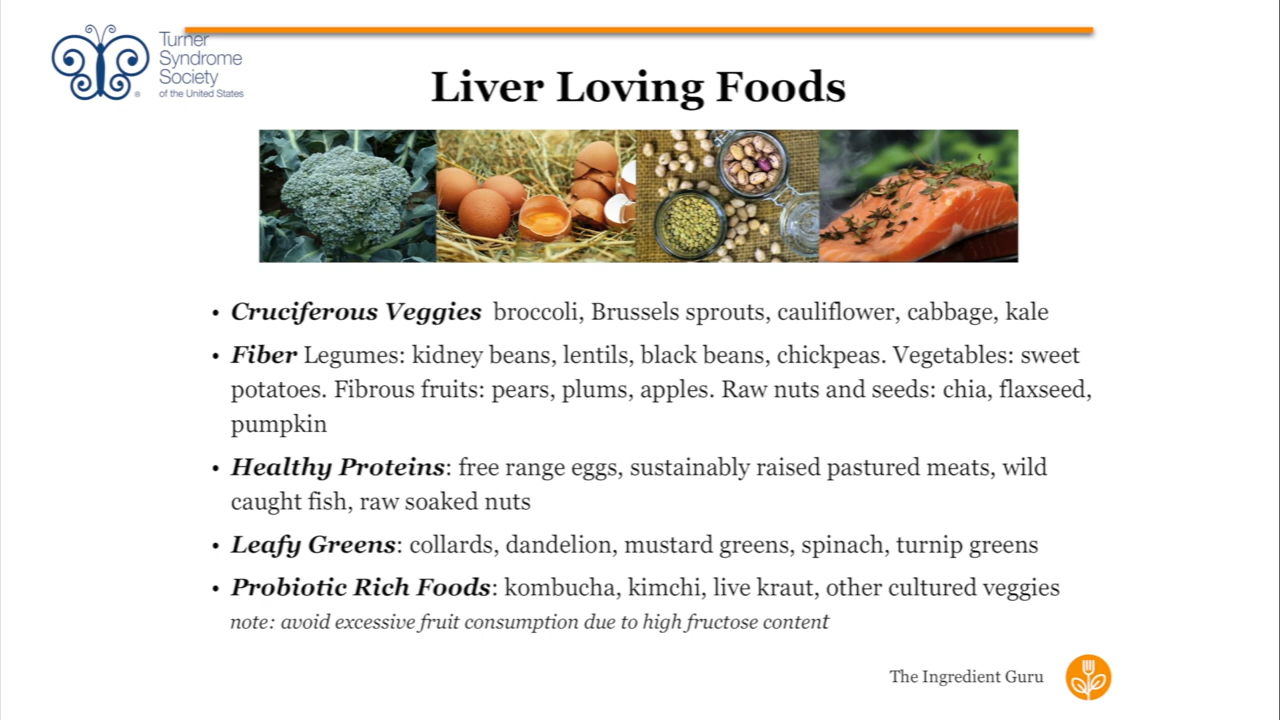 Turner
Syndrome
Society
of the United States
®
Liver Loving Foods
• Cruciferous Veggies broccoli, Brussels sprouts, cauliflower, cabbage, kale
• Fiber Legumes: kidney beans, lentils, black beans, chickpeas. Vegetables: sweet
potatoes. Fibrous fruits: pears, plums, apples. Raw nuts and seeds: chia, flaxseed,
pumpkin
• Healthy Proteins: free range eggs, sustainably raised pastured meats, wild
caught fish, raw soaked nuts
• Leafy Greens: collards, dandelion, mustard greens, spinach, turnip greens
• Probiotic Rich Foods: kombucha, kimchi, live kraut, other cultured veggies
note: avoid excessive fruit consumption due to high fructose content
The Ingredient Guru